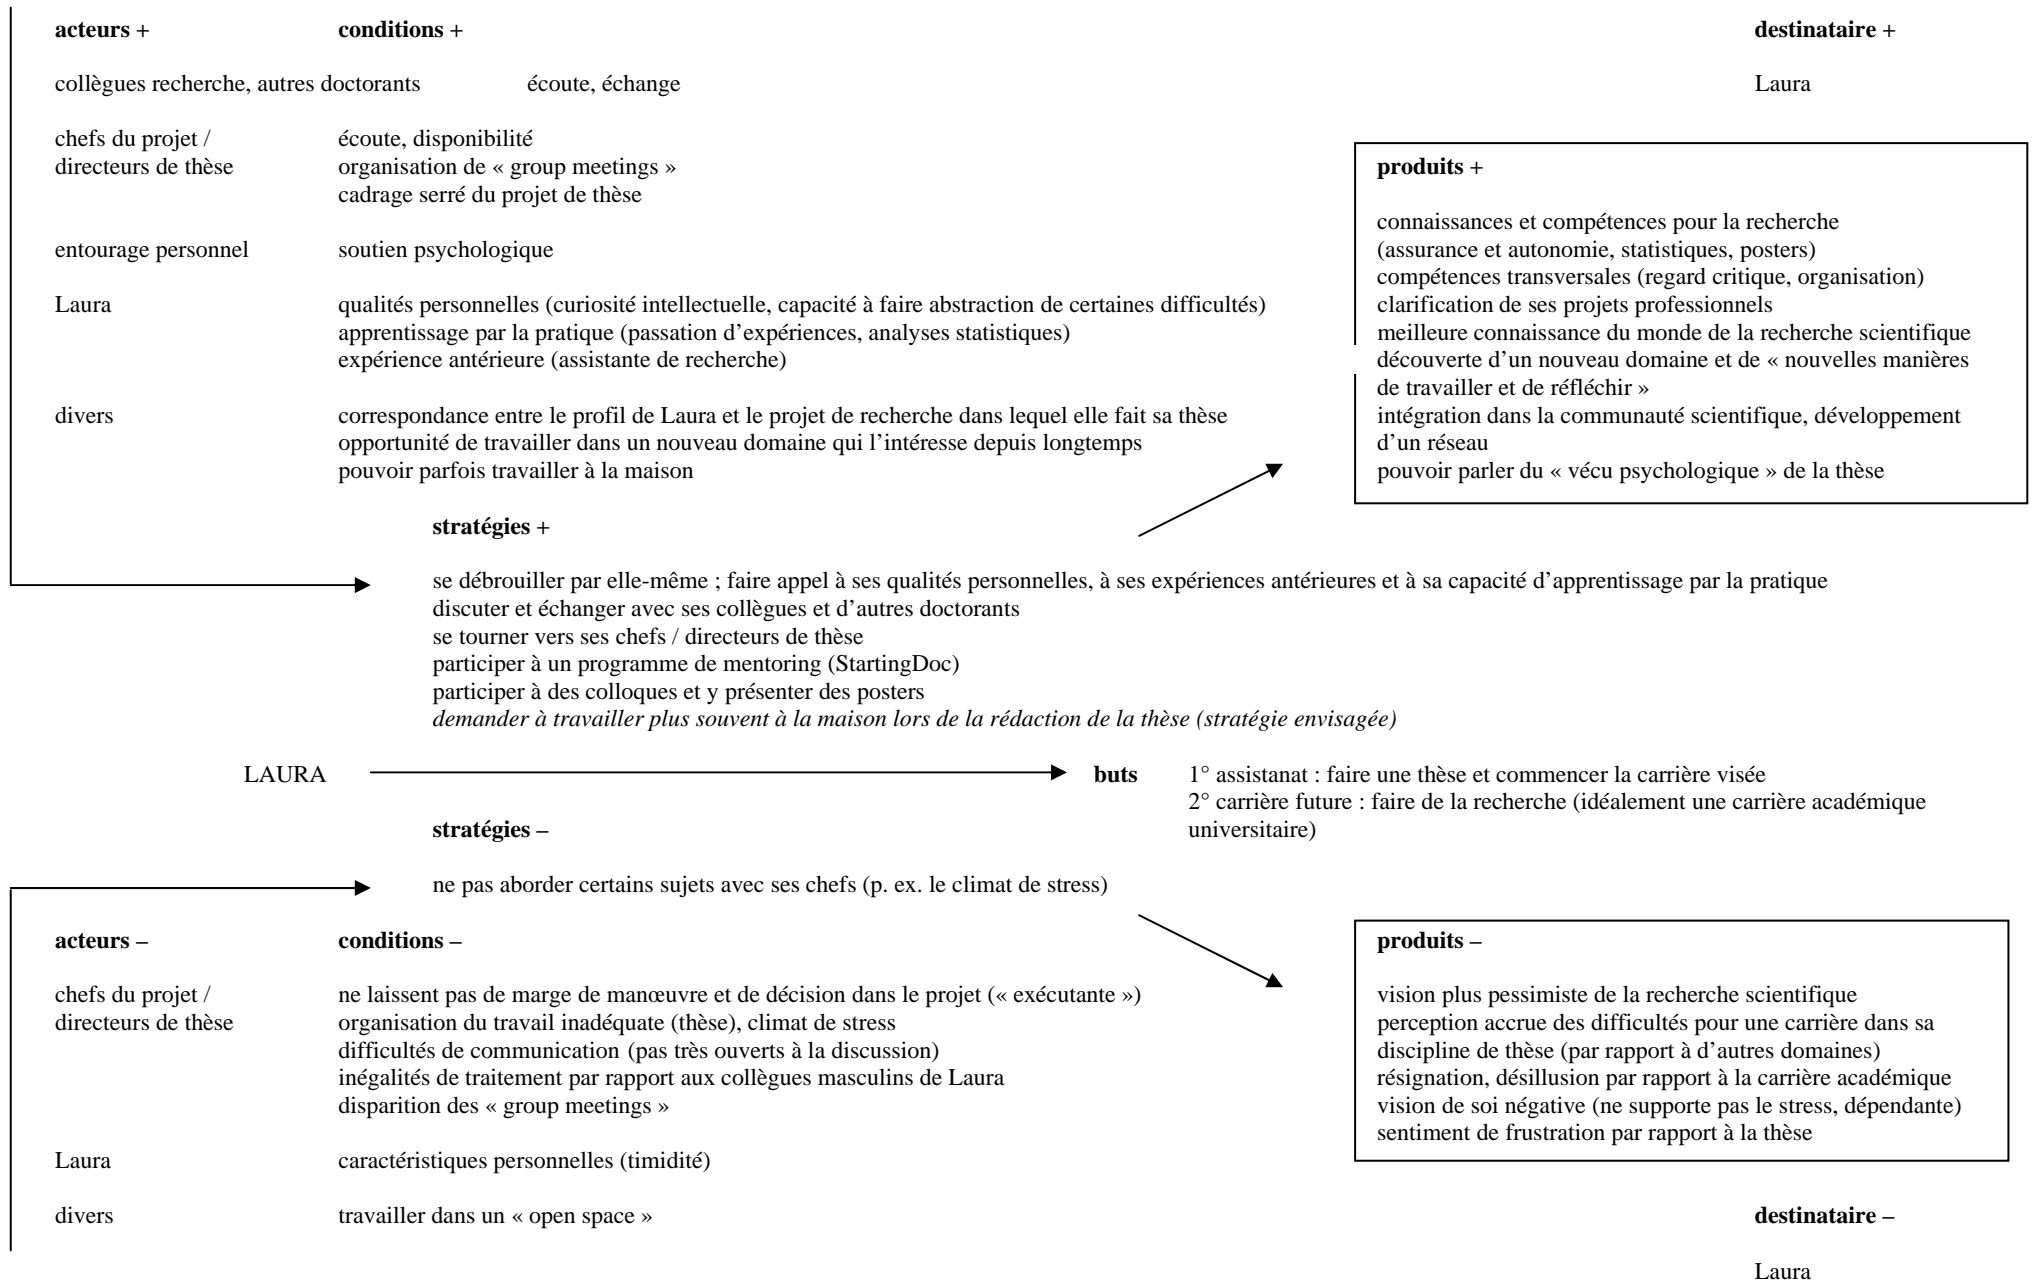 acteurs + conditions + destinataire +
collègues recherche, autres doctorants écoute, échange Laura
chefs du projet / écoute, disponibilité
directeurs de thèse organisation de « group meetings »
cadrage serré du projet de thèse
entourage personnel soutien psychologique
Laura qualités personnelles (curiosité intellectuelle, capacité à faire abstraction de certaines difficultés)
apprentissage par la pratique (passation d’expériences, analyses statistiques)
expérience antérieure (assistante de recherche)
divers correspondance entre le profil de Laura et le projet de recherche dans lequel elle fait sa thèse
opportunité de travailler dans un nouveau domaine qui l’intéresse depuis longtemps
pouvoir parfois travailler à la maison
produits +
connaissances et compétences pour la recherche
(assurance et autonomie, statistiques, posters)
compétences transversales (regard critique, organisation)
clarification de ses projets professionnels
meilleure connaissance du monde de la recherche scientifique
découverte d’un nouveau domaine et de « nouvelles manières
de travailler et de réfléchir »
intégration dans la communauté scientifique, développement
d’un réseau
pouvoir parler du « vécu psychologique » de la thèse
stratégies +
se débrouiller par elle-même ; faire appel à ses qualités personnelles, à ses expériences antérieures et à sa capacité d’apprentissage par la pratique
discuter et échanger avec ses collègues et d’autres doctorants
se tourner vers ses chefs / directeurs de thèse
participer à un programme de mentoring (StartingDoc)
participer à des colloques et y présenter des posters
demander à travailler plus souvent à la maison lors de la rédaction de la thèse (stratégie envisagée)
LAURA buts 1° assistanat : faire une thèse et commencer la carrière visée
2° carrière future : faire de la recherche (idéalement une carrière académique
universitaire)
stratégies –
ne pas aborder certains sujets avec ses chefs (p. ex. le climat de stress)
acteurs – conditions –
chefs du projet / ne laissent pas de marge de manœuvre et de décision dans le projet (« exécutante »)
directeurs de thèse organisation du travail inadéquate (thèse), climat de stress
difficultés de communication (pas très ouverts à la discussion)
inégalités de traitement par rapport aux collègues masculins de Laura
disparition des « group meetings »
Laura caractéristiques personnelles (timidité)
divers travailler dans un « open space »
produits –
vision plus pessimiste de la recherche scientifique
perception accrue des difficultés pour une carrière dans sa
discipline de thèse (par rapport à d’autres domaines)
résignation, désillusion par rapport à la carrière académique
vision de soi négative (ne supporte pas le stress, dépendante)
sentiment de frustration par rapport à la thèse
destinataire –
Laura